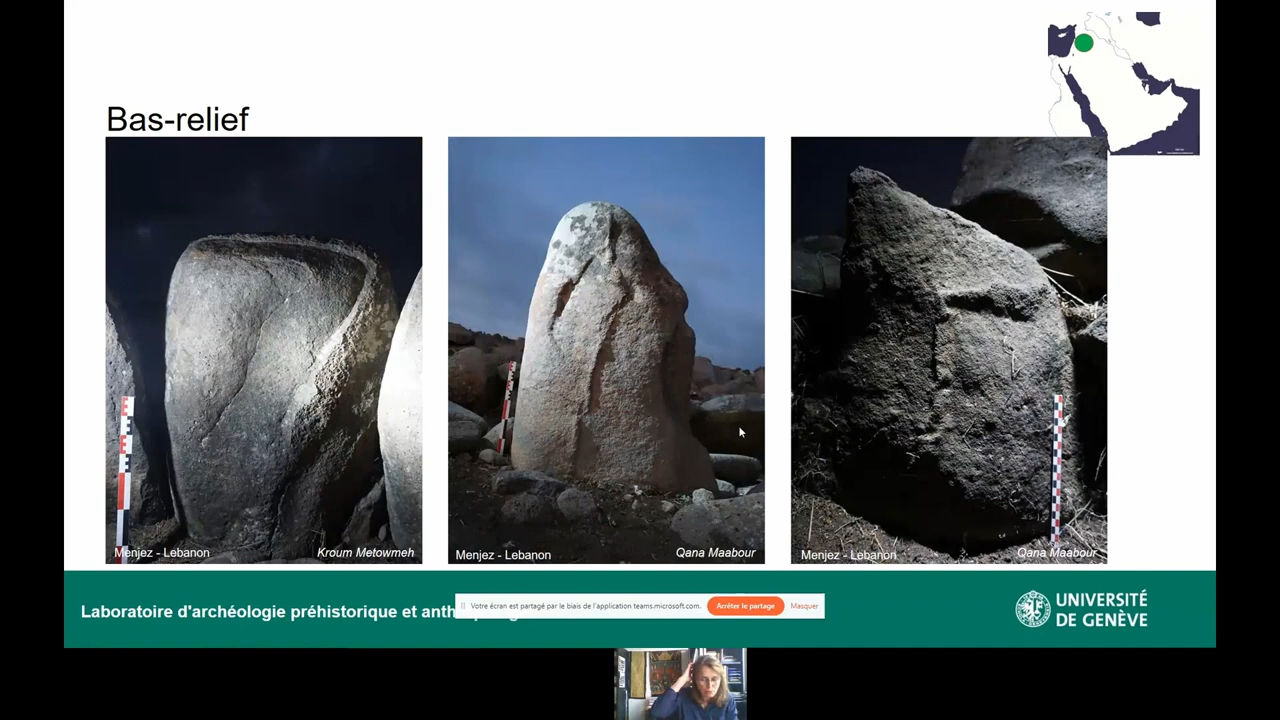 Bas-relief
Menjez - Lebanon
Kroum Metowmeh
Menjez - Lebanon
Qana Maabour
Menjez - Lebanon
Qana Maabour
Laboratoire d'archéologie préhistorique et
Votre écran est partagé par le biais de l'application teams.microsoft.com.
Arrêter le partage
Masquer
UNIVERSITÉ
DE GENÈVE